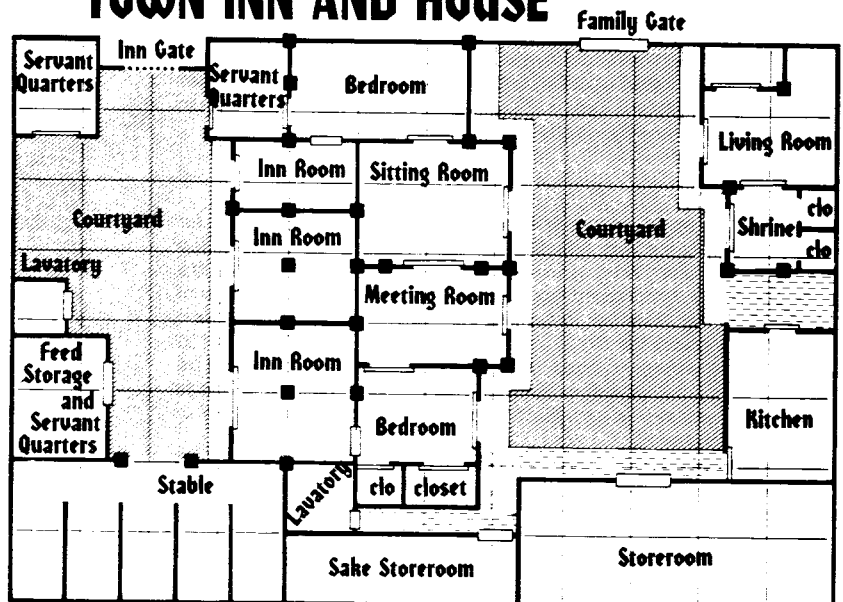 TOWN INN AND HOUSE
Family Gate
Inn Gate
Servant
Quarters
Servant
Quarters
Bedroom
Living Room
Inn Room
Sitting Room
Courtyard
Inn Room
Courtyard
Shrine
clo
clo
Lavatory
Meeting Room
Feed
Storage
and
Servant
Quarters
Inn Room
Bedroom
Kitchen
Stable
Lavatory
clo
closet
Sake Storeroom
Storeroom